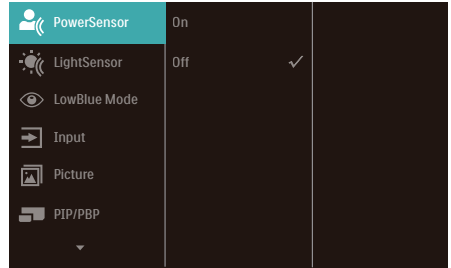 PowerSensor
On
LightSensor
Off
LowBlue Mode
Input
Picture
PIP/PBP